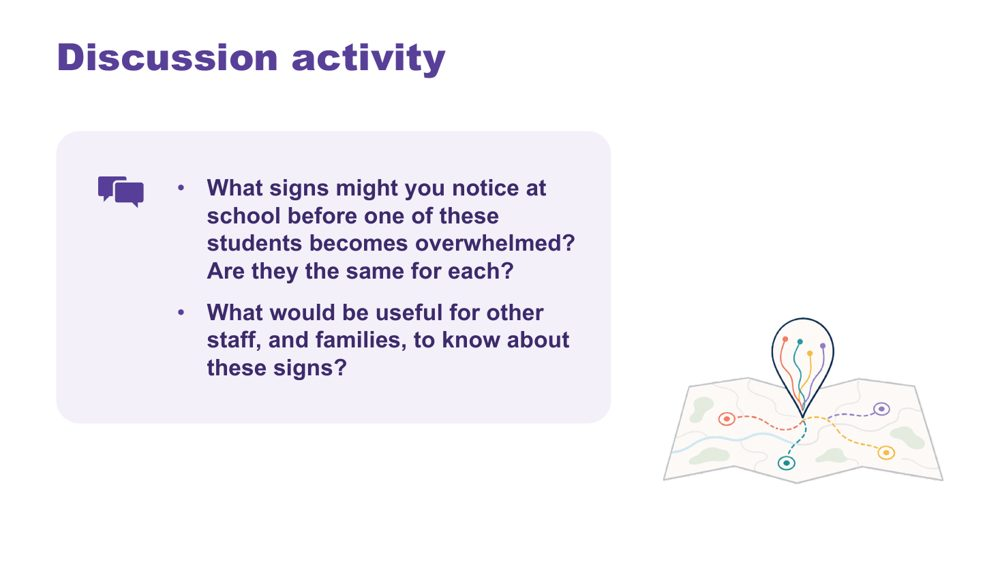 Discussion activity
• What signs might you notice at
school before one of these
students becomes overwhelmed?
Are they the same for each?
• What would be useful for other
staff, and families, to know about
these signs?